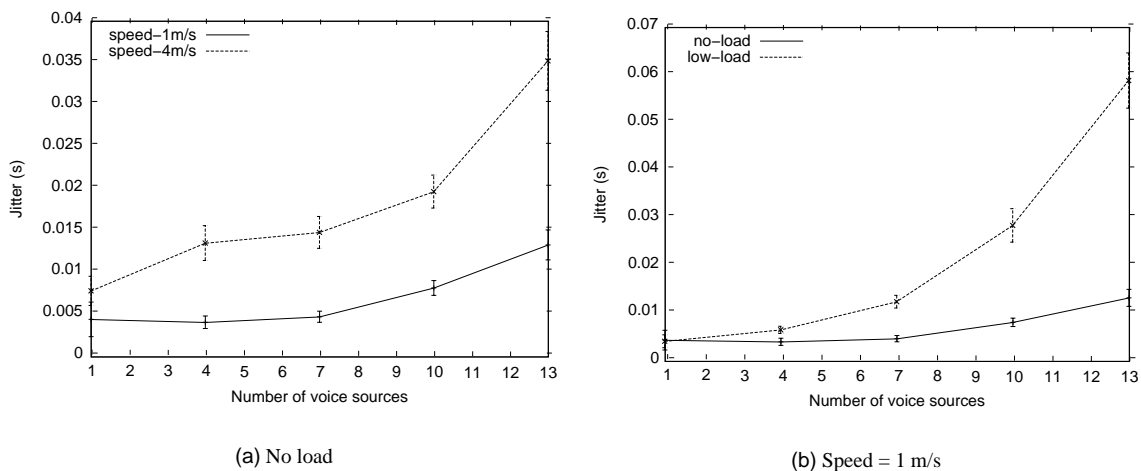 0.04
0.035
0.03
0.025
0.02
0.015
0.01
0.005
0
Jitter (s)
speed-1m/s
speed-4m/s
1 2 3 4 5 6 7 8 9 10 11 12 13
Number of voice sources
(a) No load
0.07
0.06
0.05
0.04
0.03
0.02
0.01
0
Jitter (s)
no-load
low-load
1 2 3 4 5 6 7 8 9 10 11 12 13
Number of voice sources
(b) Speed = 1 m/s